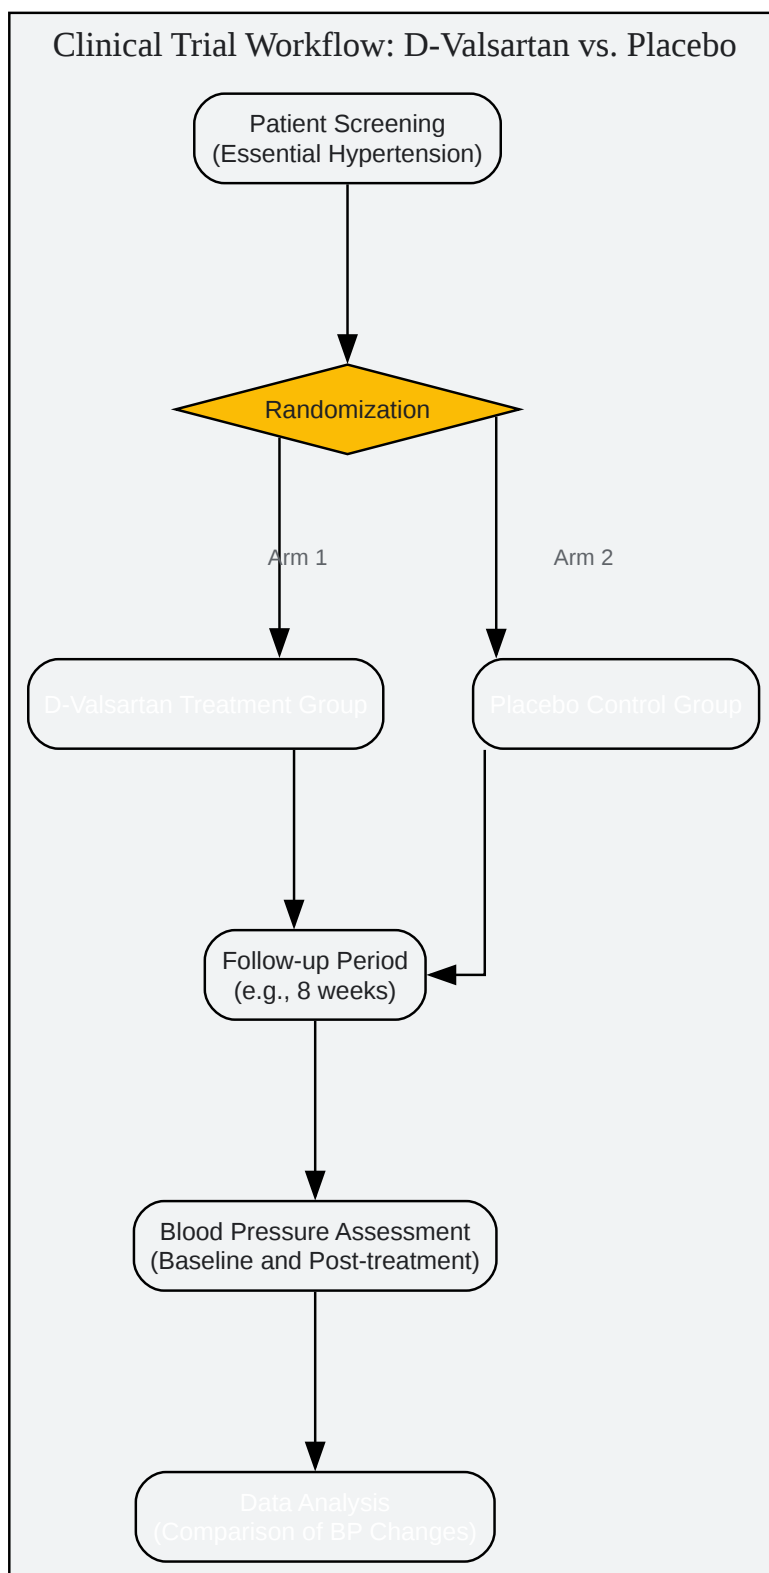 Clinical Trial Workflow: D-Valsartan vs. Placebo
Patient Screening
(Essential Hypertension)
Randomization
Arm 1
Arm 2
D-Valsartan Treatment Group
Placebo Control Group
Follow-up Period
(e.g., 8 weeks)
Blood Pressure Assessment
(Baseline and Post-treatment)
Data Analysis
(Comparison of BP Changes)